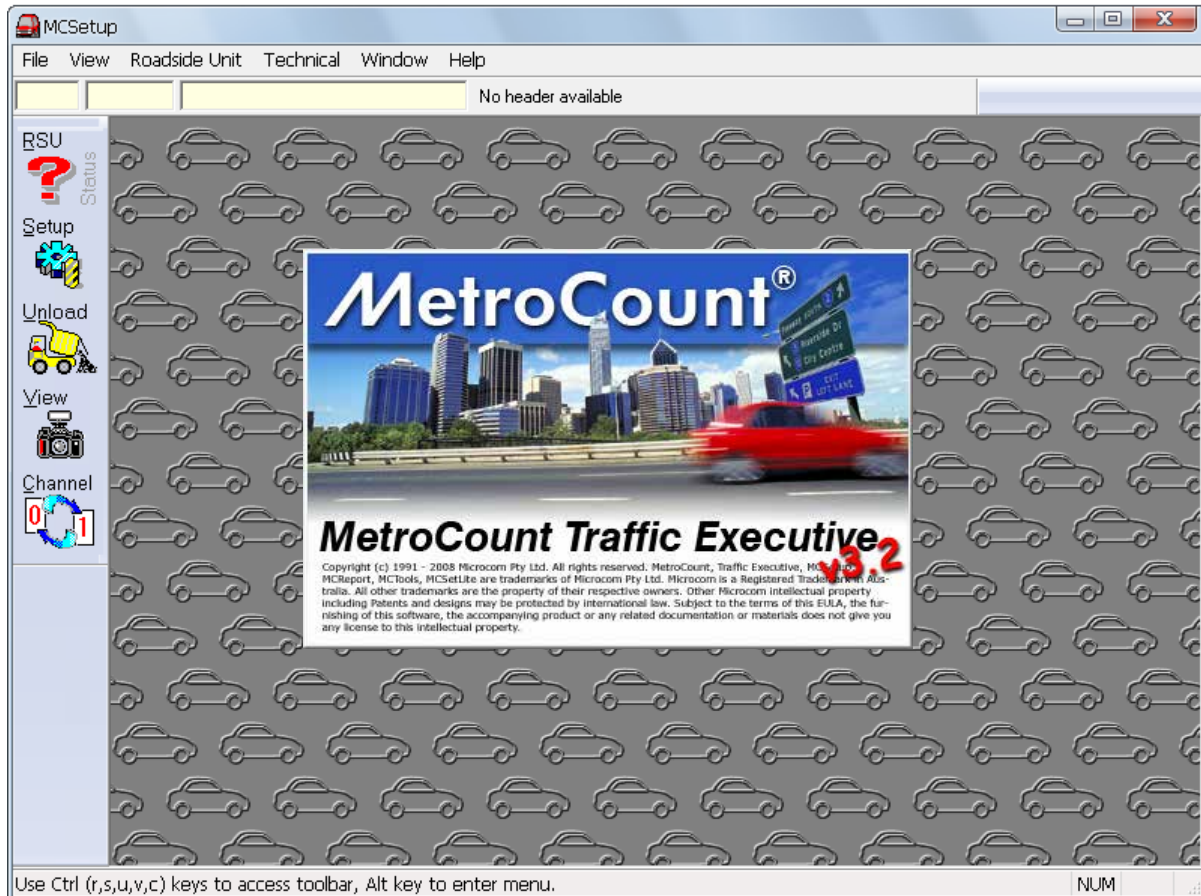 MCSetup
File View Roadside Unit Technical Window Help
No header available
RSU
Status
Setup
Unload
View
Channel
0 1
MetroCount®
Riverside Dr
City Centre
EXIT
LEFT LANE
MetroCount Traffic Executive
v3.2
Copyright (c) 1991 - 2008 Microcom Pty Ltd. All rights reserved. MetroCount, Traffic Executive,
MCReport, MCTools, MCSetLite are trademarks of Microcom Pty Ltd. Microcom is a Registered Trademark in Aus-
tralia. All other trademarks are the property of their respective owners. Other Microcom intellectual property
including Patents and designs may be protected by international law. Subject to the terms of this EULA, the fur-
nishing of this software, the accompanying product or any related documentation or materials does not give you
any license to this intellectual property.
Use Ctrl (r,s,u,v,c) keys to access toolbar, Alt key to enter menu.
NUM